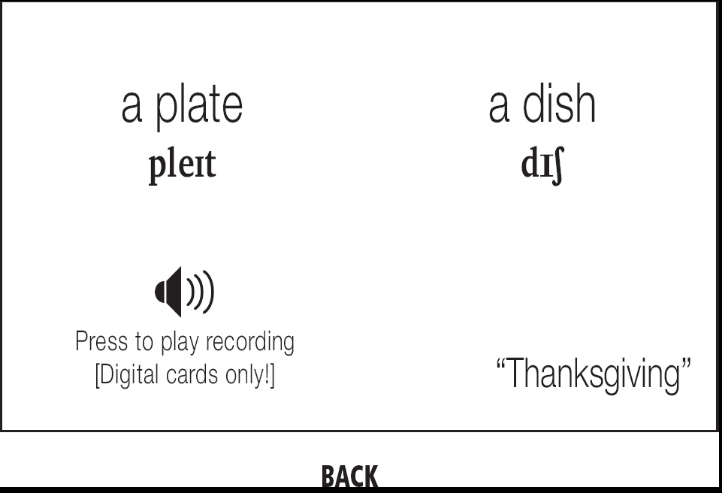 a plate
pleɪt
a dish
dɪʃ
Press to play recording
[Digital cards only!]
“Thanksgiving”
BACK